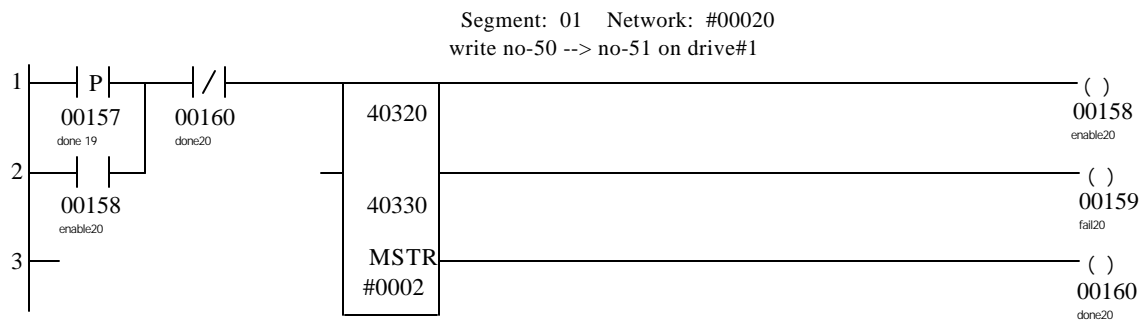 Segment: 01 Network: #00020
write no-50 --> no-51 on drive#1
1
P
( )
00157
00160
40320
00158
done 19
done20
enable20
2
( )
00158
40330
00159
enable20
fail20
3
MSTR
( )
#0002
00160
done20